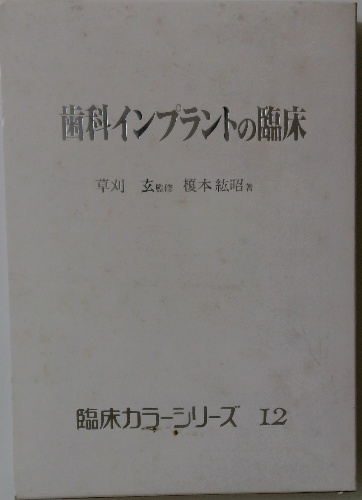 歯科インプラントの臨床
草刈 玄監修 榎本紘昭著
臨床カラーシリーズ 12